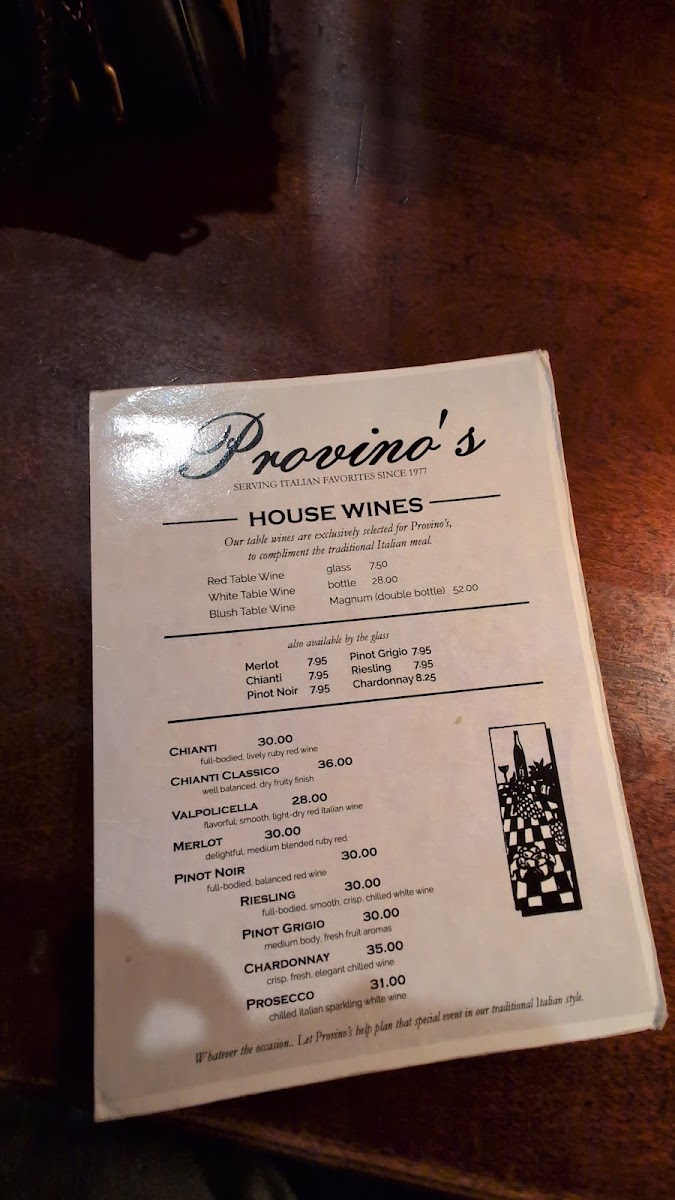 Provino's
SERVING ITALIAN FAVORITES SINCE 1977
HOUSE WINES
Our table wines are exclusively selected for Provino's,
to compliment the traditional Italian meal.
Red Table Wine glass 7.50
White Table Wine bottle 28.00
Blush Table Wine Magnum (double bottle) 52.00
also available by the glass
Merlot 7.95 Pinot Grigio 7.95
Chianti 7.95 Riesling 7.95
Pinot Noir 7.95 Chardonnay 8.25
CHIANTI 30.00
full-bodied, lively ruby red wine
CHIANTI CLASSICO 36.00
well balanced, dry fruity finish
VALPOLICELLA 28.00
flavorful, smooth, light-dry red Italian wine
MERLOT 30.00
delightful, medium blended ruby red
PINOT NOIR 30.00
full-bodied, balanced red wine
RIESLING 30.00
full-bodied, smooth, crisp, chilled white wine
PINOT GRIGIO 30.00
medium body, fresh fruit aromas
CHARDONNAY 35.00
crisp, fresh, elegant chilled wine
PROSECCO 31.00
chilled Italian sparkling white wine
Whatever the occasion.. Let Provino's help plan that special event in our traditional Italian style.